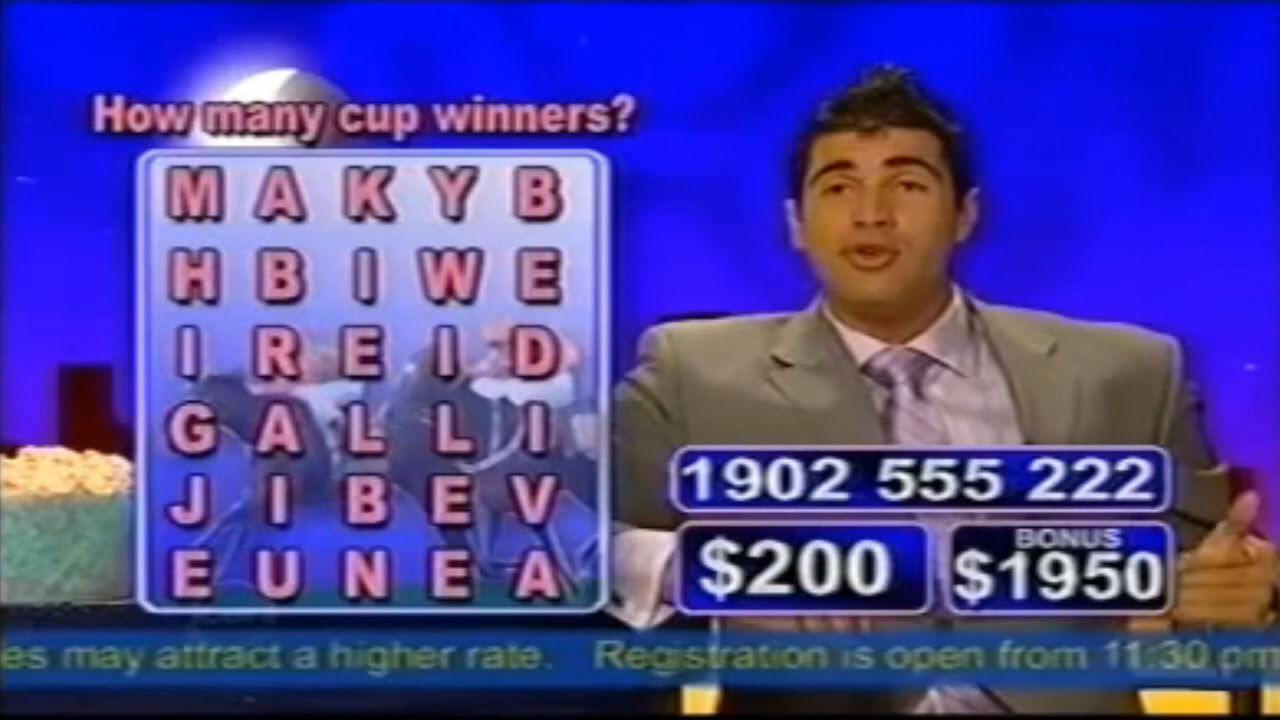 How many cup winners?
M A K Y B
H B I W E
I R E I D
G A L L I
J I B E V
E U N E A
1902 555 222
$200
BONUS
$1950
es may attract a higher rate. Registration is open from 11:30 pm